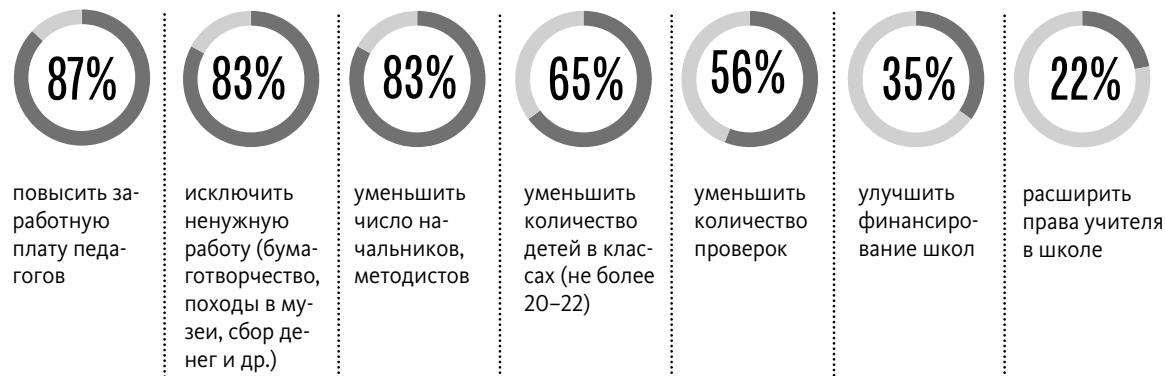 87%
83%
83%
65%
56%
35%
22%
повысить за-
работную
плату педа-
гогов
исключить
ненужную
работу (бума-
готворчество,
походы в му-
зеи, сбор де-
нег и др.)
уменьшить
число на-
чальников,
методистов
уменьшить
количество
детей в клас-
сах (не более
20–22)
уменьшить
количество
проверок
улучшить
финансиро-
вание школ
расширить
права учителя
в школе